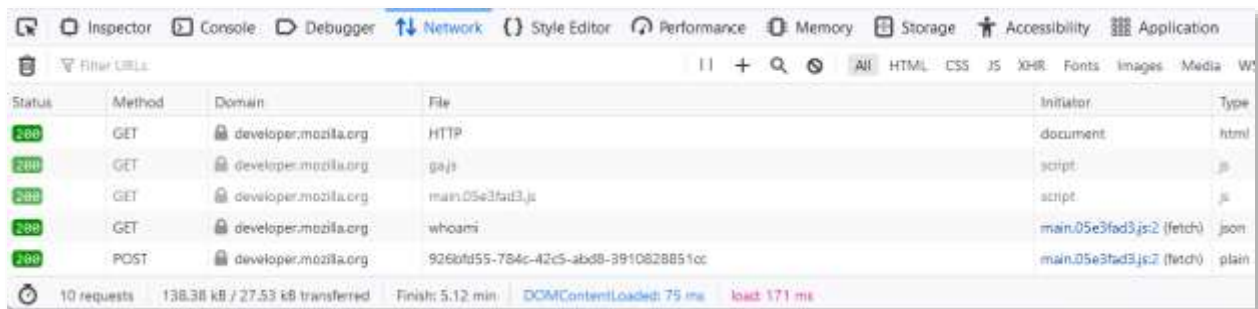 Inspector Console Debugger Network Style Editor Performance Memory Storage Accessibility Application
Filter URLs || + All HTML CSS JS XHR Fonts Images Media WS
Status Method Domain File Initiator Type
200 GET developer.mozilla.org HTTP document html
200 GET developer.mozilla.org ga.js script js
200 GET developer.mozilla.org main.05e3fad3.js script js
200 GET developer.mozilla.org whoami main.05e3fad3.js:2 (fetch) json
200 POST developer.mozilla.org 926bfd55-784c-42c5-abd8-3910828851cc main.05e3fad3.js:2 (fetch) plain
10 requests 138.38 kB / 27.53 kB transferred Finish: 5.12 min DOMContentLoaded: 75 ms load: 171 ms